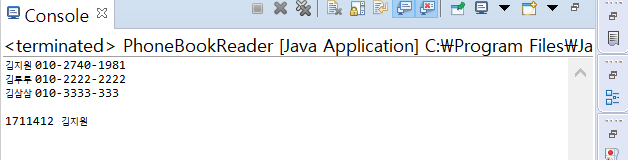 Console
<terminated> PhoneBookReader [Java Application] C:₩Program Files₩Ja
김지원 010-2740-1981
김투투 010-2222-2222
김삼삼 010-3333-333
1711412 김지원